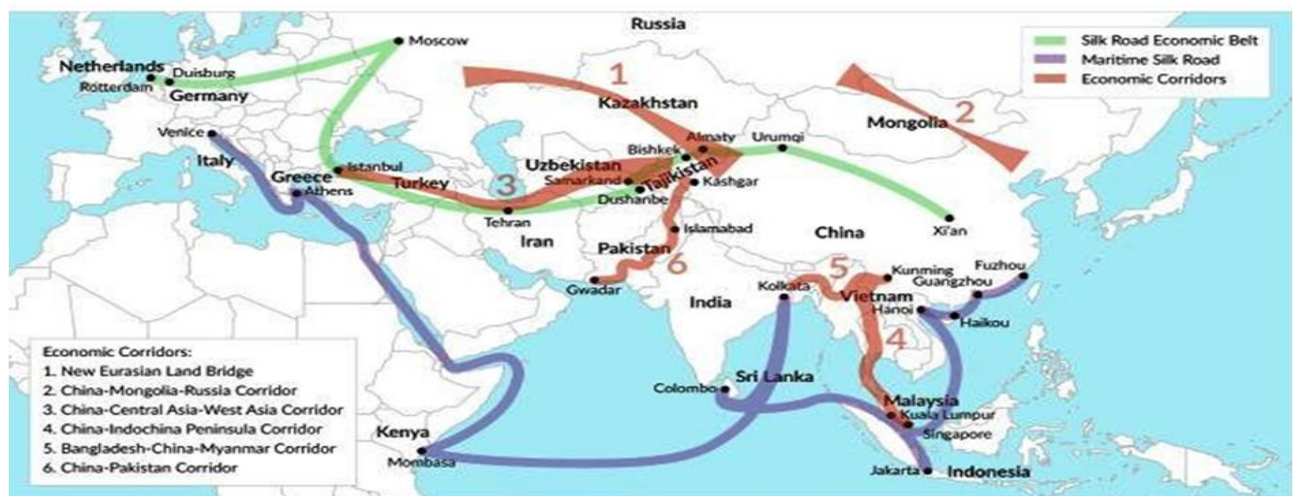 Russia
Silk Road Economic Belt
Maritime Silk Road
Economic Corridors
Moscow
Netherlands
Duisburg
Rotterdam
Germany
1
Kazakhstan
2
Mongolia
Venice
Italy
Almaty
Urumqi
Bishkek
Uzbekistan
Istanbul
Greece
Turkey
Athens
3
Samarkand
Tajikistan
Kashgar
Dushanbe
Tehran
Iran
Islamabad
Pakistan
6
China
Xi'an
Gwadar
India
Kolkata
5
Kunming
Fuzhou
Guangzhou
Vietnam
Hanoi
Haikou
4
Economic Corridors:
1. New Eurasian Land Bridge
2. China-Mongolia-Russia Corridor
3. China-Central Asia-West Asia Corridor
4. China-Indochina Peninsula Corridor
5. Bangladesh-China-Myanmar Corridor
6. China-Pakistan Corridor
Colombo
Sri Lanka
Malaysia
Kuala Lumpur
Singapore
Kenya
Mombasa
Jakarta
Indonesia